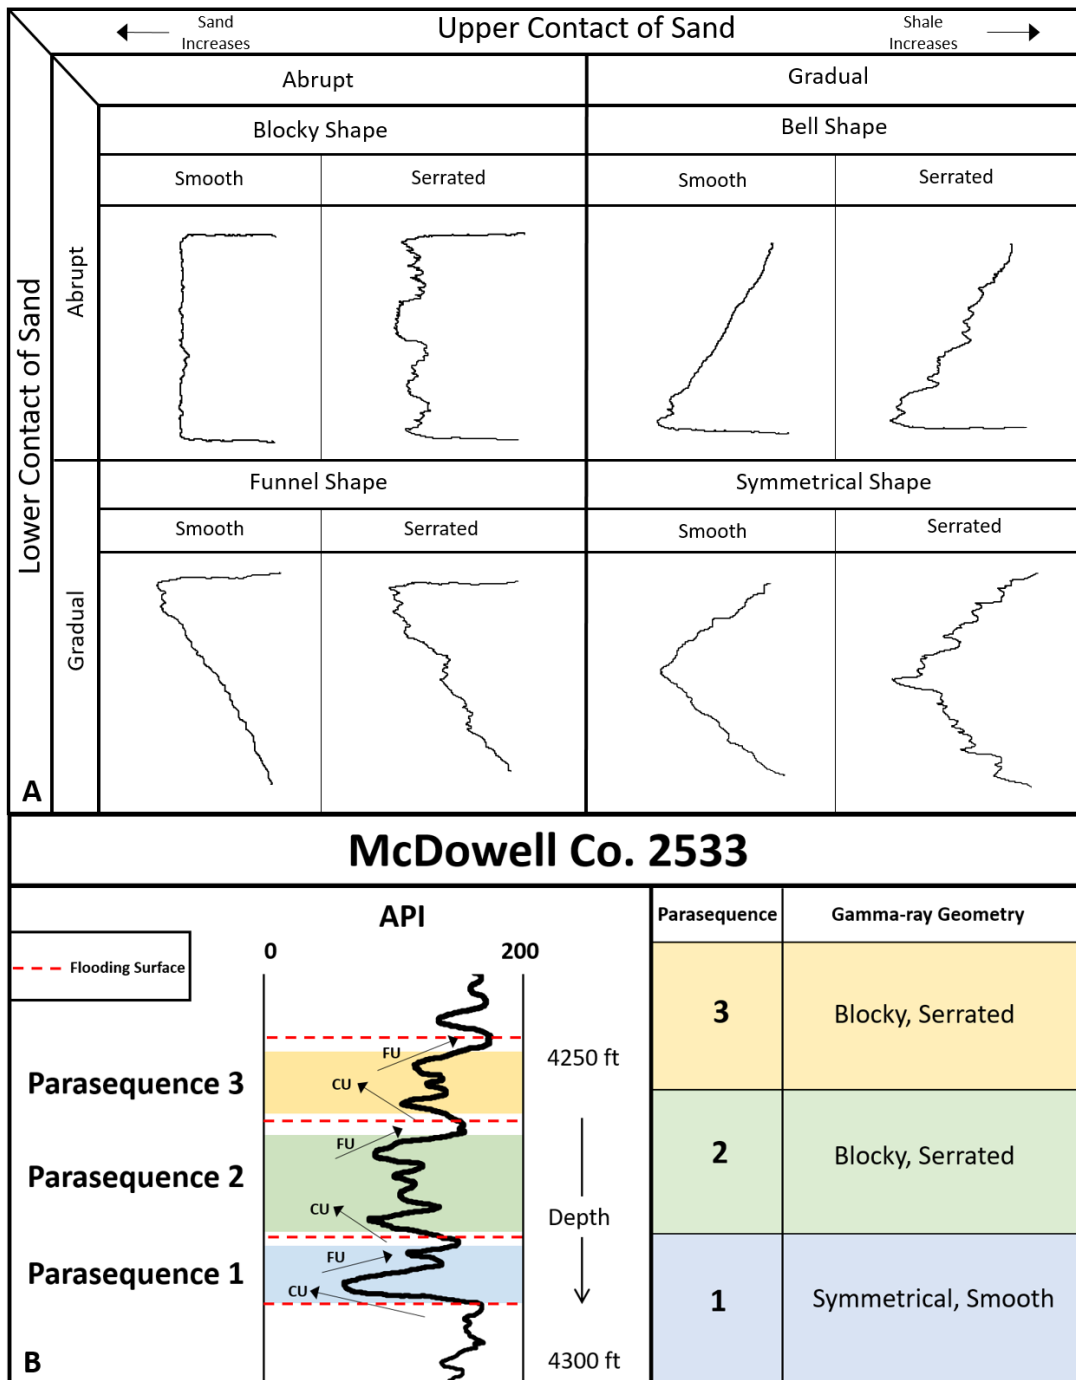 Sand
Increases
Upper Contact of Sand
Shale
Increases
Lower Contact of Sand
Abrupt
Gradual
Abrupt
Blocky Shape
Bell Shape
Smooth
Serrated
Smooth
Serrated
Gradual
Funnel Shape
Symmetrical Shape
Smooth
Serrated
Smooth
Serrated
A
McDowell Co. 2533
API
0
200
Flooding Surface
4250 ft
FU
CU
Parasequence 3
FU
Parasequence 2
CU
Depth
FU
Parasequence 1
CU
4300 ft
B
Parasequence
Gamma-ray Geometry
3
Blocky, Serrated
2
Blocky, Serrated
1
Symmetrical, Smooth